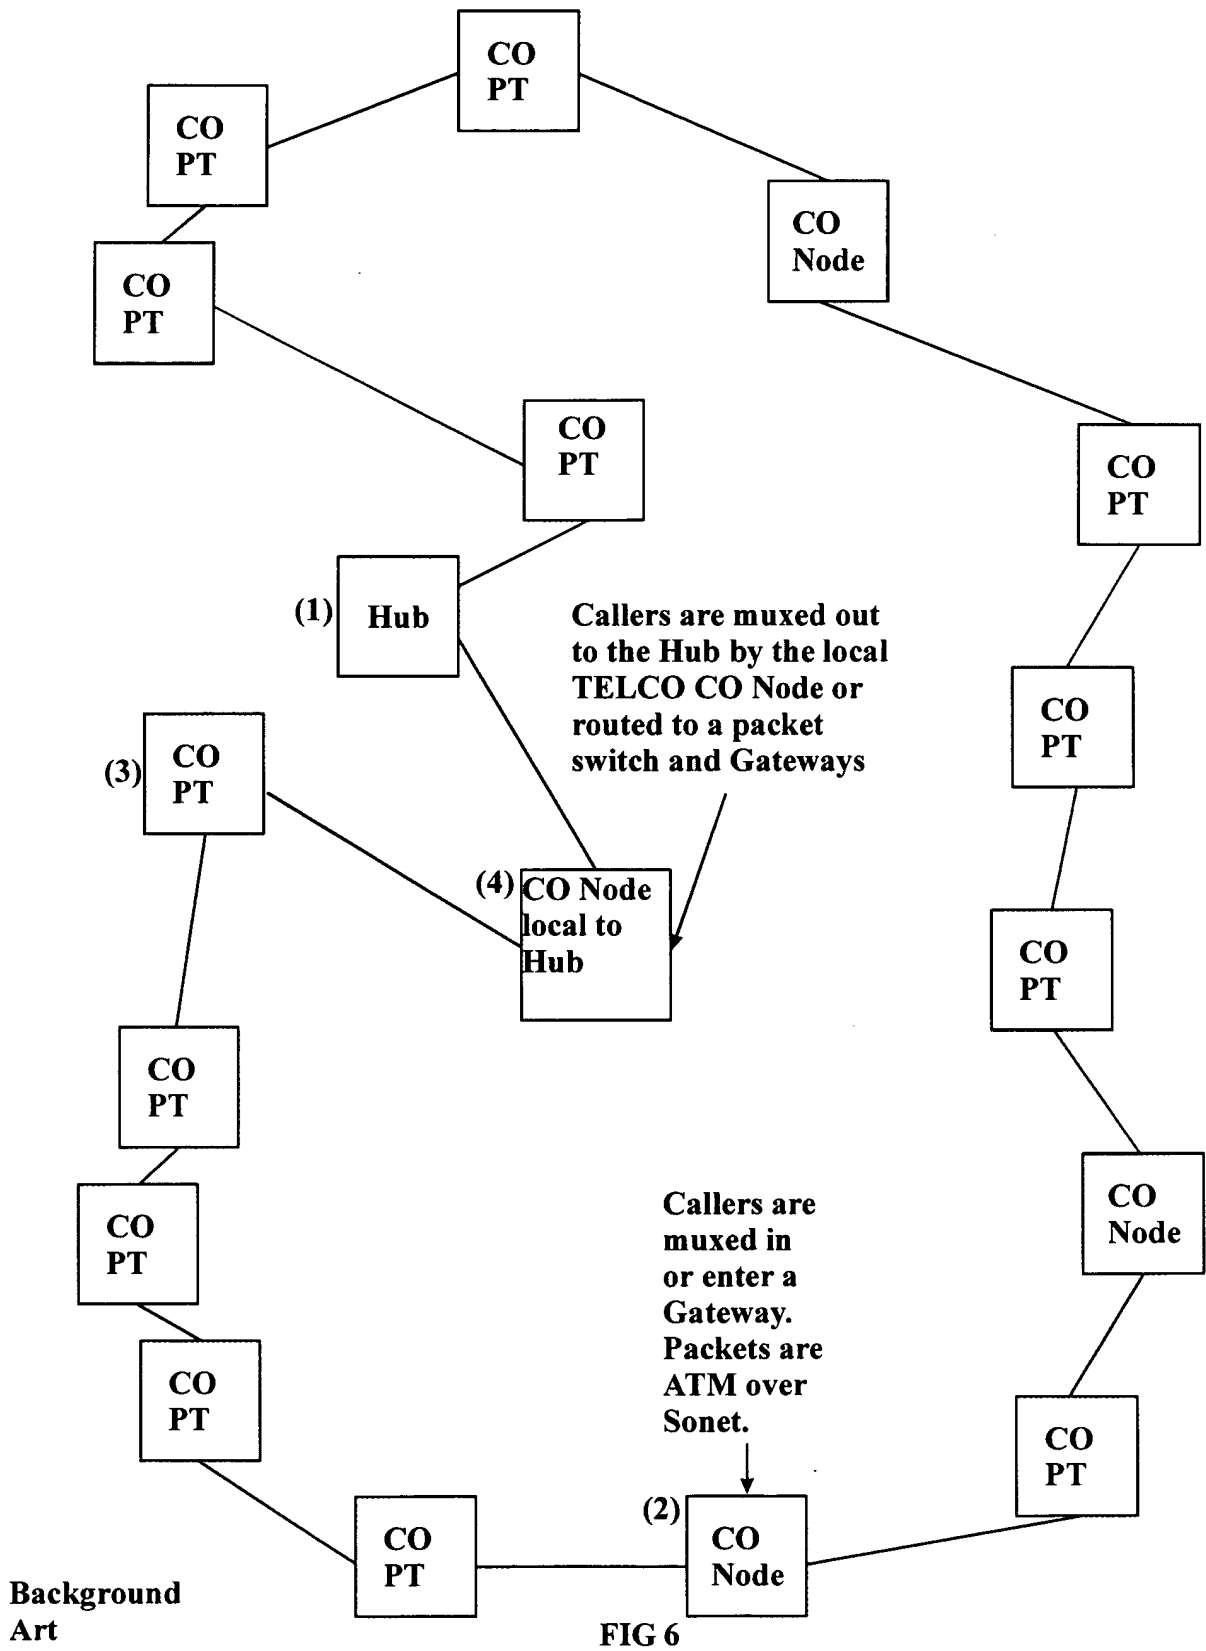 CO
PT
CO
PT
CO
Node
CO
PT
CO
PT
CO
PT
(1)
Hub
Callers are muxed out
to the Hub by the local
TELCO CO Node or
routed to a packet
switch and Gateways
CO
PT
(3)
CO
PT
(4)
CO Node
local to
Hub
CO
PT
CO
PT
CO
Node
CO
PT
Callers are
muxed in
or enter a
Gateway.
Packets are
ATM over
Sonet.
CO
PT
CO
PT
(2)
CO
Node
CO
PT
Background
Art
FIG 6